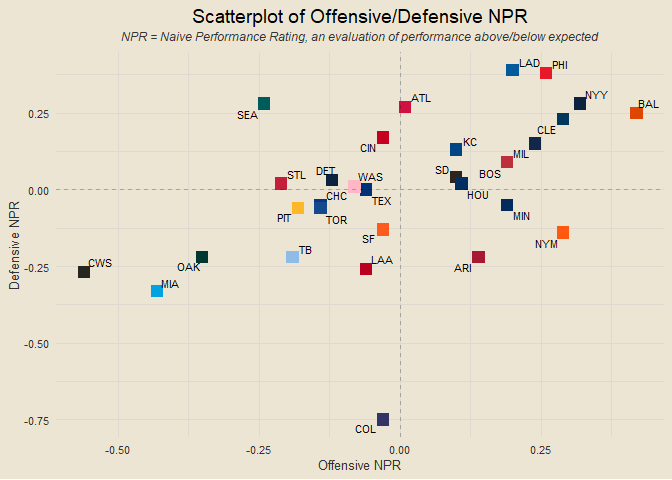 Scatterplot of Offensive/Defensive NPR
NPR = Naive Performance Rating, an evaluation of performance above/below expected
LAD PHI
NYY
ATL
BAL
0.25
SEA
CLE
CIN
KC
MIL
DET
SD
STL
WAS
BOS
0.00
CHC
HOU
TEX
PIT
TOR
MIN
SF
NYM
TB
LAA
CWS
OAK
ARI
-0.25
MIA
Defensive NPR
-0.50
-0.75
COL
-0.50 -0.25 0.00 0.25
Offensive NPR